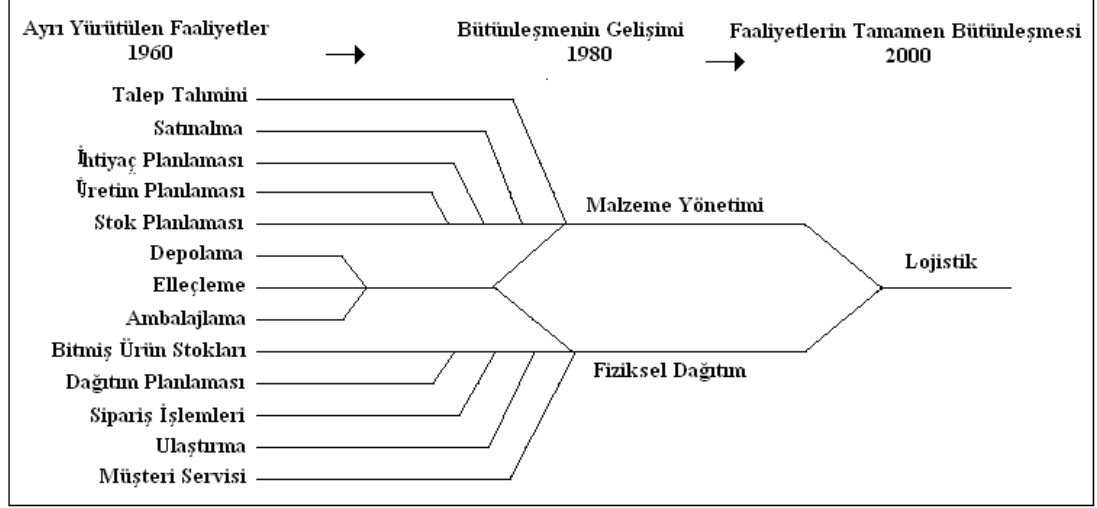 Ayrı Yürütülen Faaliyetler
1960
Bütünleşmenin Gelişimi
1980
Faaliyetlerin Tamamen Bütünleşmesi
2000
Talep Tahmini
Satınalma
İhtiyaç Planlaması
Üretim Planlaması
Stok Planlaması
Depolama
Elleçleme
Ambalajlama
Bitmiş Ürün Stokları
Dağıtım Planlaması
Sipariş İşlemleri
Ulaştırma
Müşteri Servisi
Malzeme Yönetimi
Fiziksel Dağıtım
Lojistik